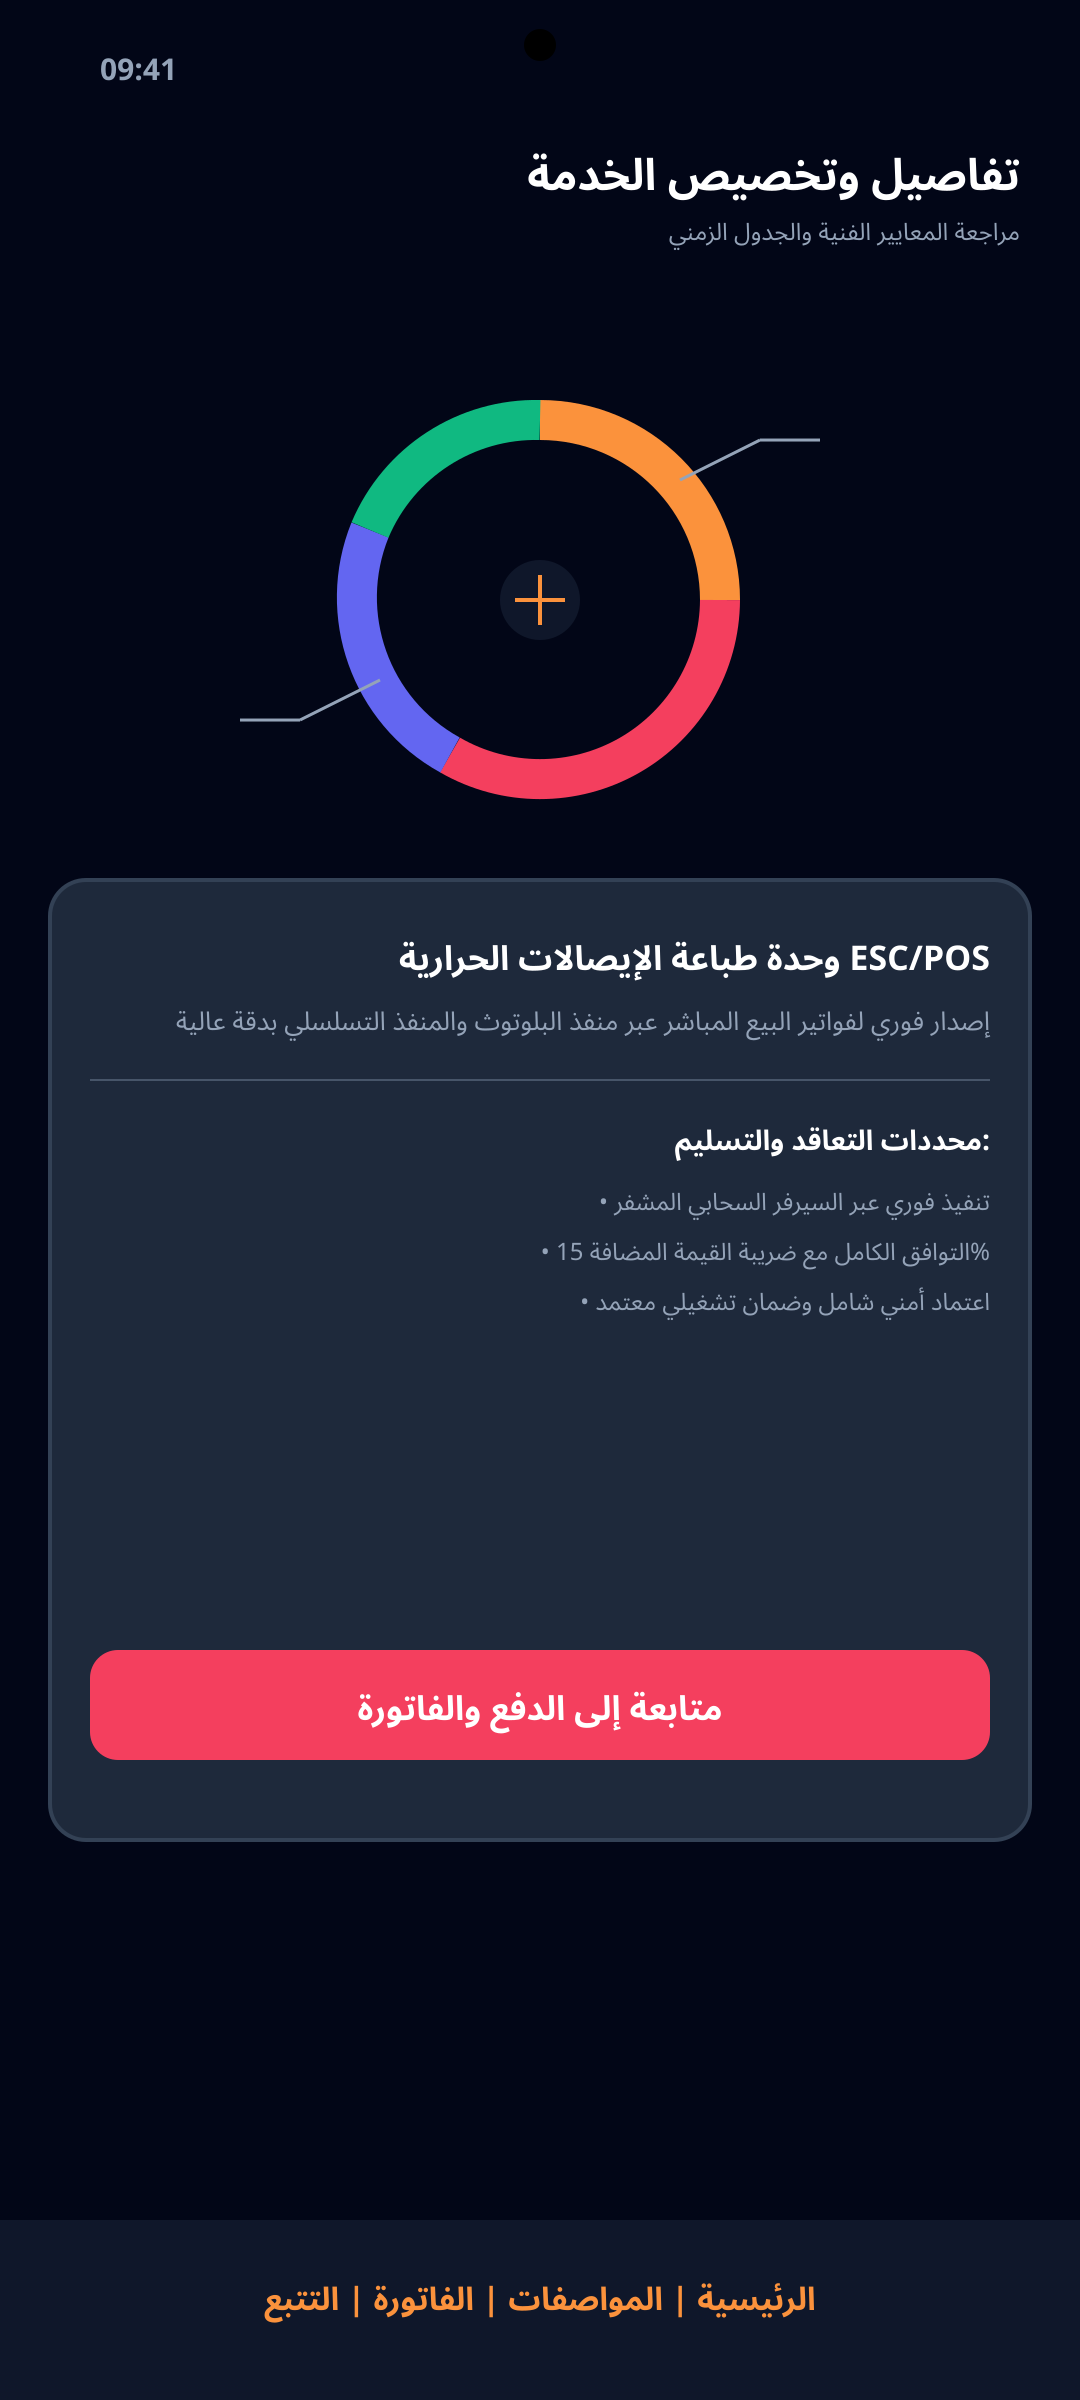 09:41
تفاصيل وتخصيص الخدمة
مراجعة المعايير الفنية والجدول الزمني
وحدة طباعة الإيصالات الحرارية ESC/POS
إصدار فوري لفواتير البيع المباشر عبر منفذ البلوتوث والمنفذ التسلسلي بدقة عالية
محددات التعاقد والتسليم:
• تنفيذ فوري عبر السيرفر السحابي المشفر
• التوافق الكامل مع ضريبة القيمة المضافة 15%
• اعتماد أمني شامل وضمان تشغيلي معتمد
متابعة إلى الدفع والفاتورة
الرئيسية | المواصفات | الفاتورة | التتبع